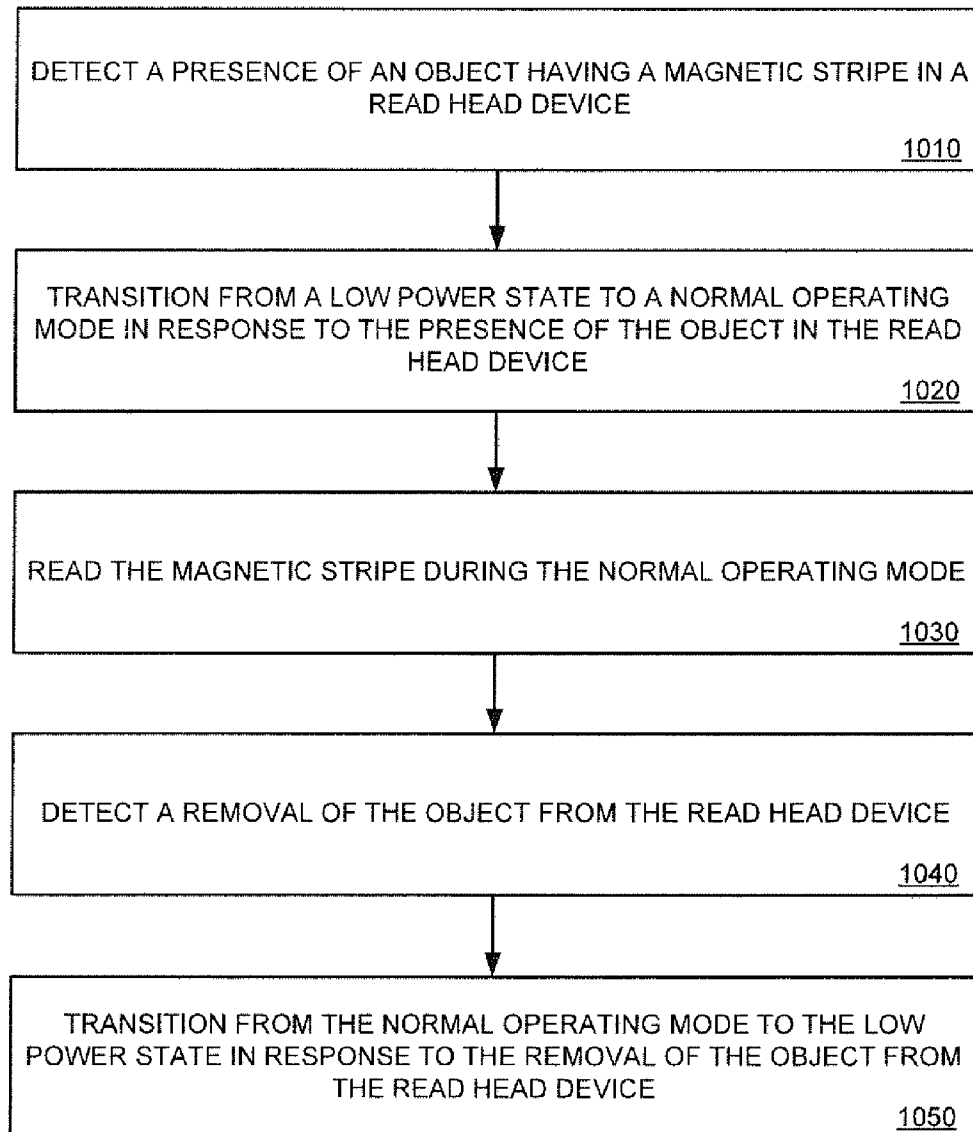 DETECT A PRESENCE OF AN OBJECT HAVING A MAGNETIC STRIPE IN A
READ HEAD DEVICE
1010
TRANSITION FROM A LOW POWER STATE TO A NORMAL OPERATING
MODE IN RESPONSE TO THE PRESENCE OF THE OBJECT IN THE READ
HEAD DEVICE
1020
READ THE MAGNETIC STRIPE DURING THE NORMAL OPERATING MODE
1030
DETECT A REMOVAL OF THE OBJECT FROM THE READ HEAD DEVICE
1040
TRANSITION FROM THE NORMAL OPERATING MODE TO THE LOW
POWER STATE IN RESPONSE TO THE REMOVAL OF THE OBJECT FROM
THE READ HEAD DEVICE
1050